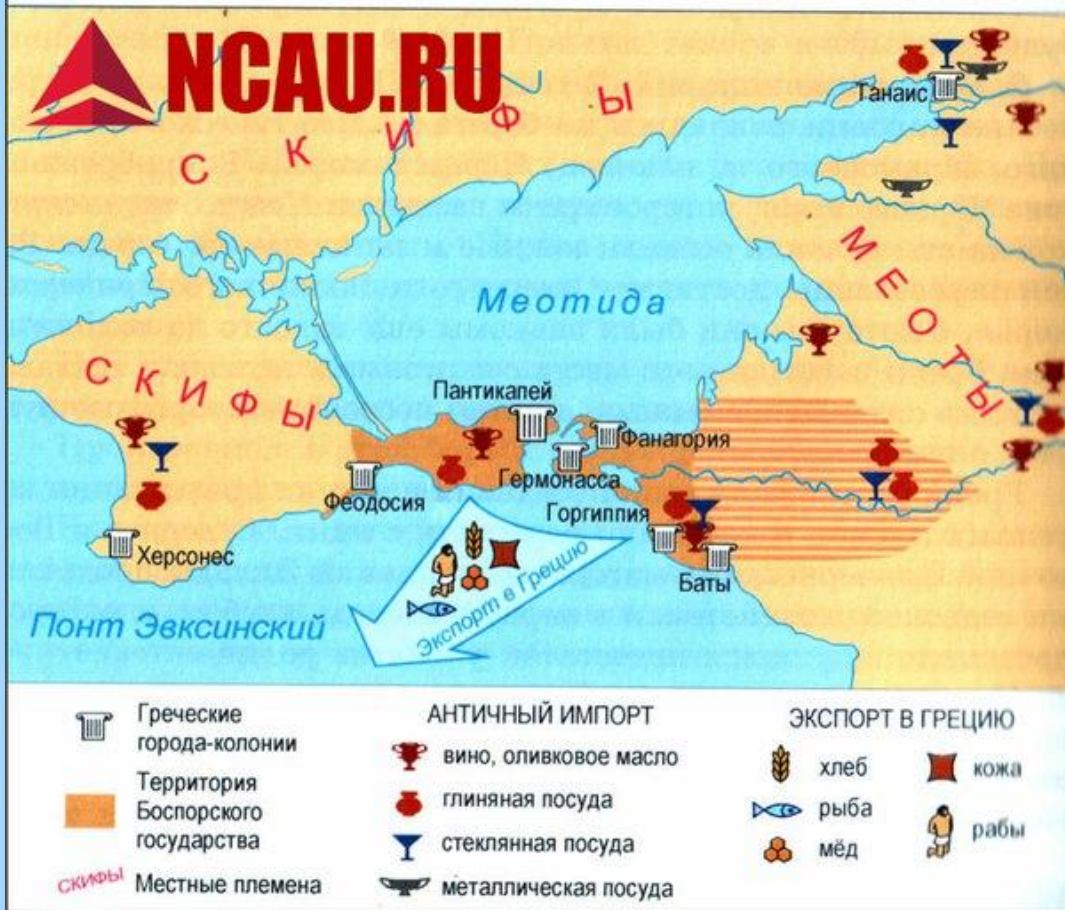 NCAU.RU
СКИФЫ
Танаис
МЕОТЫ
Меотида
СКИФЫ
Пантикапей
Фанагория
Гермонасса
Феодосия
Горгиппия
Херсонес
Баты
Экспорт в Грецию
Понт Эвксинский
Греческие
города-колонии
Территория
Боспорского
государства
СКИФЫ Местные племена
АНТИЧНЫЙ ИМПОРТ
вино, оливковое масло
глиняная посуда
стеклянная посуда
металлическая посуда
ЭКСПОРТ В ГРЕЦИЮ
хлеб
рыба
мёд
кожа
рабы